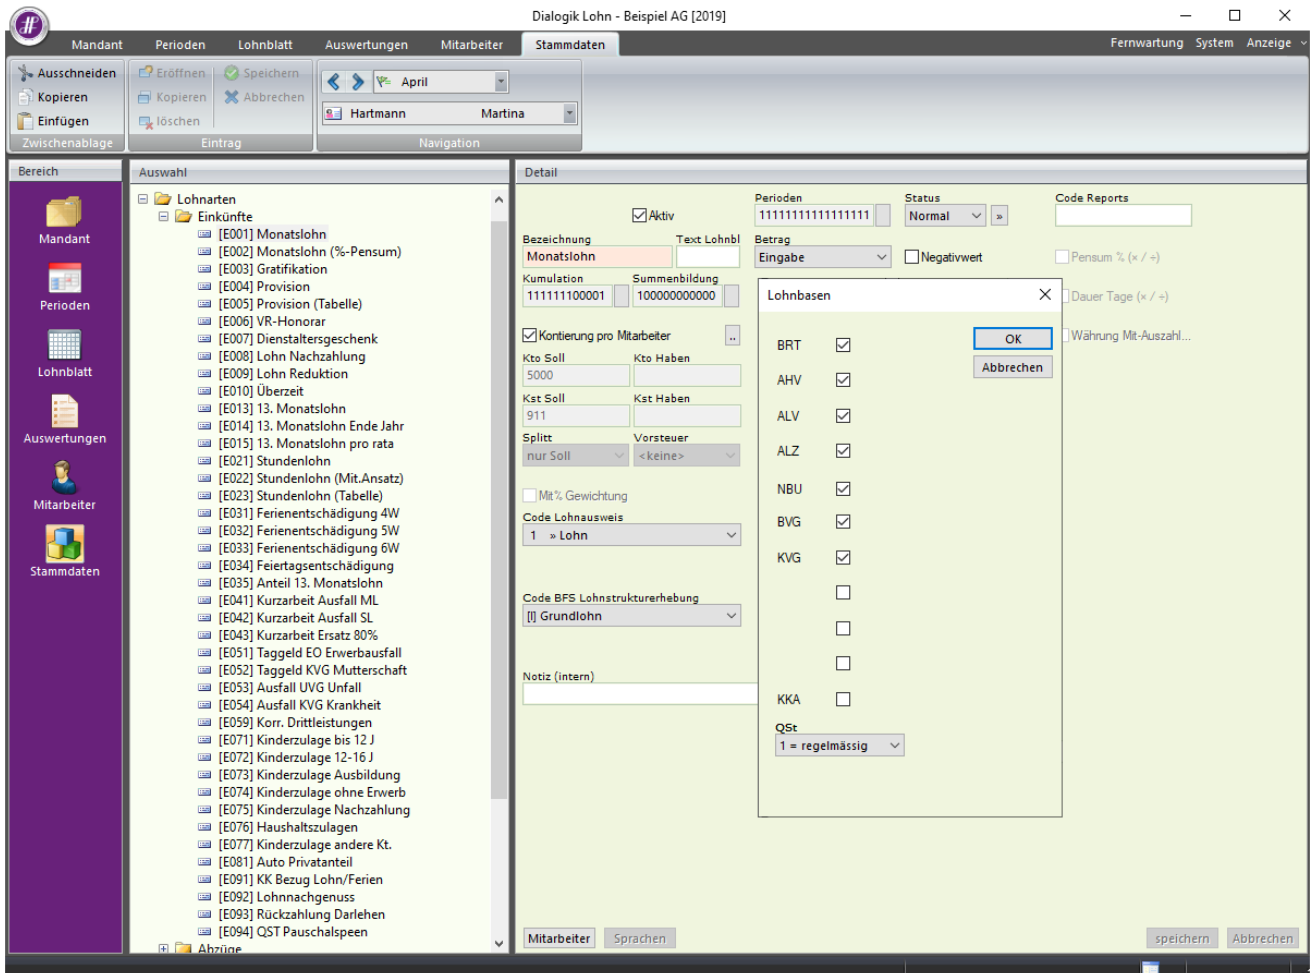 Dialogik Lohn - Beispiel AG [2019]
Mandant Perioden Lohnblatt Auswertungen Mitarbeiter Stammdaten Fernwartung System Anzeige
Ausschneiden Eröffnen Speichern
Kopieren Kopieren Abbrechen
Einfügen löschen
April
Hartmann Martina
Zwischenablage Eintrag Navigation
Bereich
Mandant
Perioden
Lohnblatt
Auswertungen
Mitarbeiter
Stammdaten
Auswahl
Lohnarten
Einkünfte
[E001] Monatslohn
[E002] Monatslohn (%-Pensum)
[E003] Gratifikation
[E004] Provision
[E005] Provision (Tabelle)
[E006] VR-Honorar
[E007] Dienstaltersgeschenk
[E008] Lohn Nachzahlung
[E009] Lohn Reduktion
[E010] Überzeit
[E013] 13. Monatslohn
[E014] 13. Monatslohn Ende Jahr
[E015] 13. Monatslohn pro rata
[E021] Stundenlohn
[E022] Stundenlohn (Mit.Ansatz)
[E023] Stundenlohn (Tabelle)
[E031] Ferienentschädigung 4W
[E032] Ferienentschädigung 5W
[E033] Ferienentschädigung 6W
[E034] Feiertagsentschädigung
[E035] Anteil 13. Monatslohn
[E041] Kurzarbeit Ausfall ML
[E042] Kurzarbeit Ausfall SL
[E043] Kurzarbeit Ersatz 80%
[E051] Taggeld EO Erwerbausfall
[E052] Taggeld KVG Mutterschaft
[E053] Ausfall UVG Unfall
[E054] Ausfall KVG Krankheit
[E059] Korr. Drittleistungen
[E071] Kinderzulage bis 12 J
[E072] Kinderzulage 12-16 J
[E073] Kinderzulage Ausbildung
[E074] Kinderzulage ohne Erwerb
[E075] Kinderzulage Nachzahlung
[E076] Haushaltszulagen
[E077] Kinderzulage andere Kt.
[E081] Auto Privatanteil
[E091] KK Bezug Lohn/Ferien
[E092] Lohnnachgenuss
[E093] Rückzahlung Darlehen
[E094] QST Pauschalspeen
Abzüge
Detail
Perioden Status Code Reports
Aktiv 11111111111111111 Normal »
Bezeichnung Text Lohnbl Betrag
Monatslohn Eingabe Negativwert Pensum % (× / ÷)
Kumulation Summenbildung
111111100001 100000000000 Dauer Tage (× / ÷)
Kontierung pro Mitarbeiter .. Währung Mit-Auszahl...
Kto Soll Kto Haben
5000
Kst Soll Kst Haben
911
Splitt Vorsteuer
nur Soll <keine>
Mit% Gewichtung
Code Lohnausweis
1 » Lohn
Code BFS Lohnstrukturerhebung
[I] Grundlohn
Notiz (intern)
Lohnbasen
OK
Abbrechen
BRT
AHV
ALV
ALZ
NBU
BVG
KVG
KKA
QSt
1 = regelmässig
Mitarbeiter Sprachen speichern Abbrechen